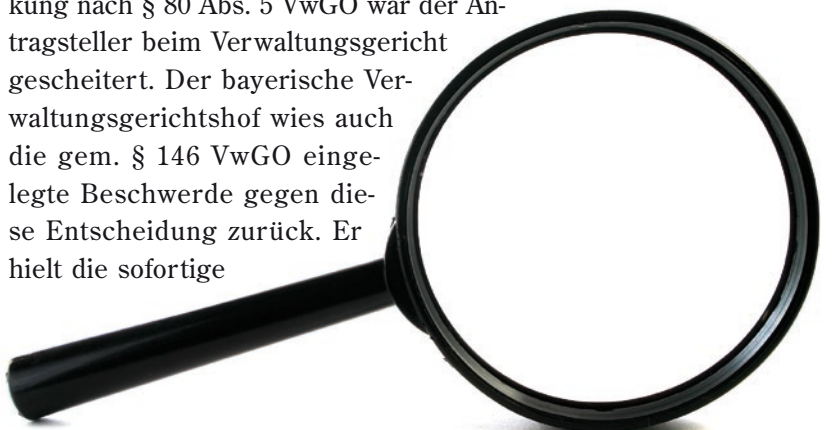 kung nach § 80 Abs. 5 VwGO war der An-
tragsteller beim Verwaltungsgericht
gescheitert. Der bayerische Ver-
waltungsgerichtshof wies auch
die gem. § 146 VwGO einge-
legte Beschwerde gegen die-
se Entscheidung zurück. Er
hielt die sofortige